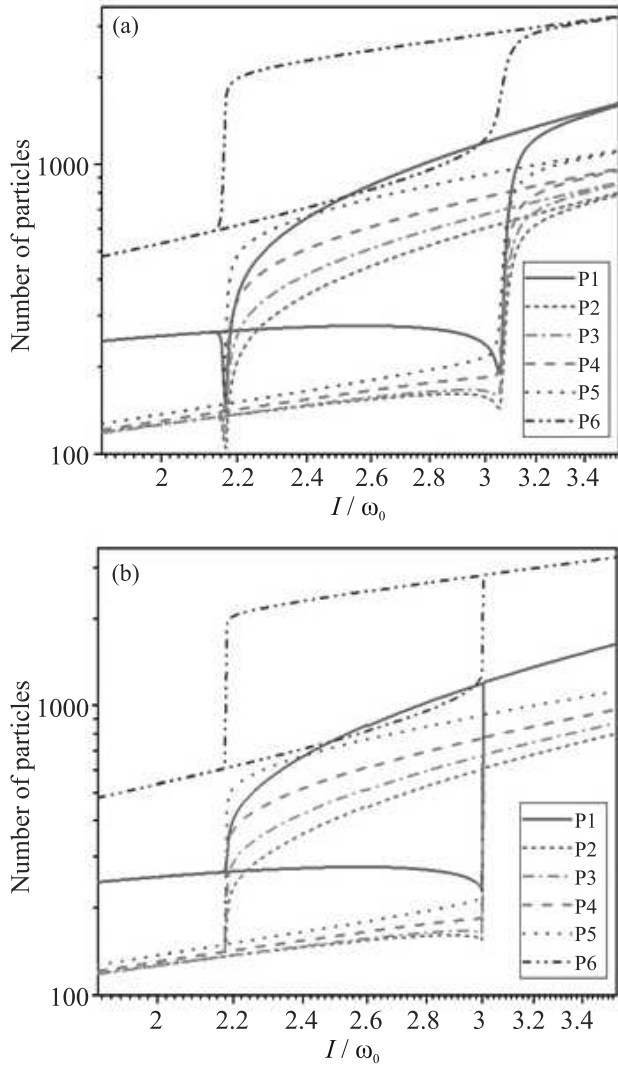 (a)
Number of particles
1000
100
P1
P2
P3
P4
P5
P6
2
2.2
2.4
2.6
2.8
3
3.2
3.4
I / ω₀
(b)
Number of particles
1000
100
P1
P2
P3
P4
P5
P6
2
2.2
2.4
2.6
2.8
3
3.2
3.4
I / ω₀